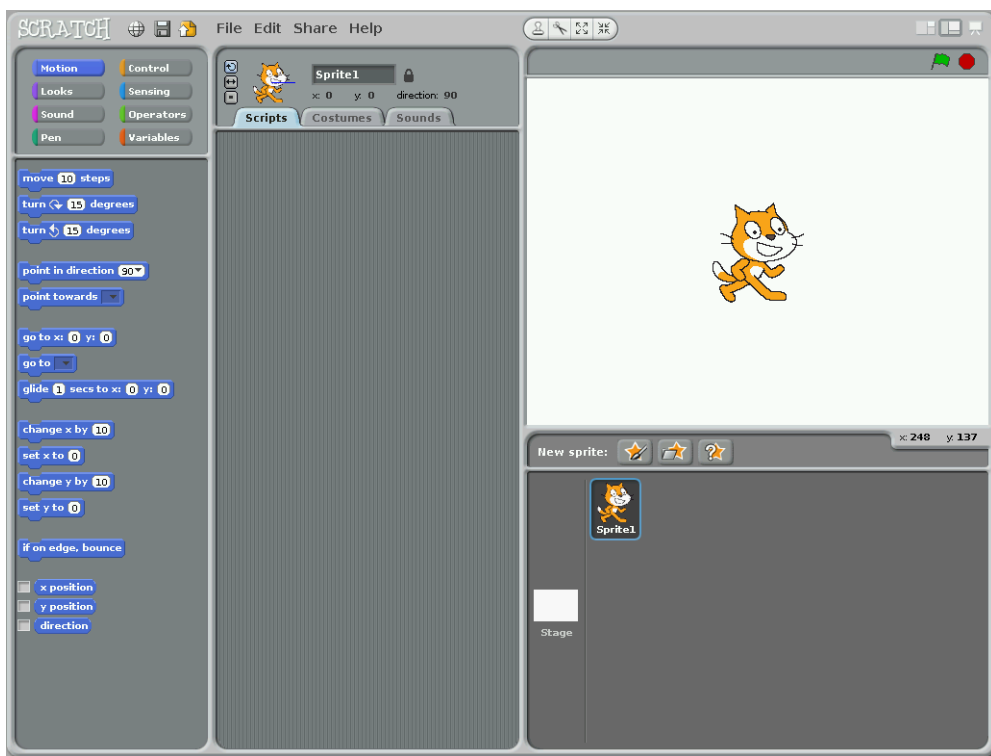 SCRATCH File Edit Share Help
Motion Control
Looks Sensing
Sound Operators
Pen Variables
Sprite1
x: 0 y: 0 direction: 90
Scripts Costumes Sounds
move 10 steps
turn 15 degrees
turn 15 degrees
point in direction 90
point towards
go to x: 0 y: 0
go to
glide 1 secs to x: 0 y: 0
change x by 10
set x to 0
change y by 10
set y to 0
if on edge, bounce
x position
y position
direction
x: 248 y: 137
New sprite:
Sprite1
Stage